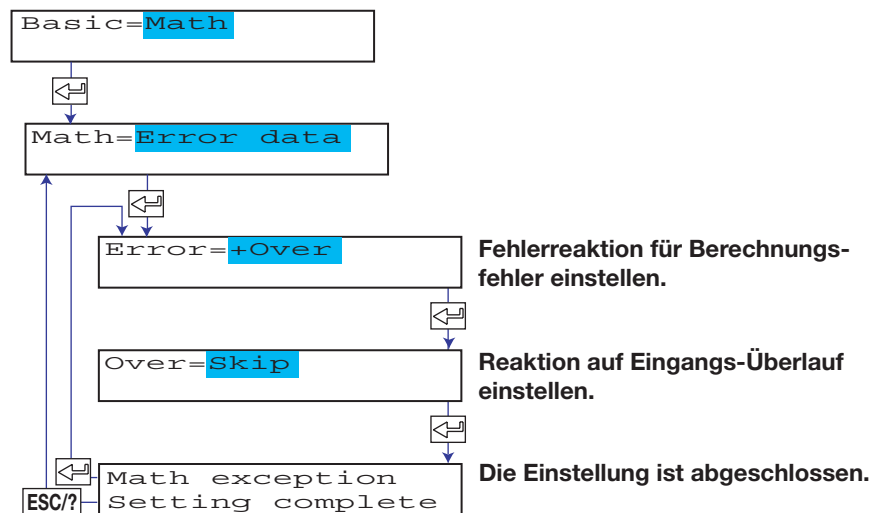 Basic=Math
Math=Error data
Error=+Over
Fehlerreaktion für Berechnungs-
fehler einstellen.
Over=Skip
Reaktion auf Eingangs-Überlauf
einstellen.
Math exception
Setting complete
Die Einstellung ist abgeschlossen.
ESC/?